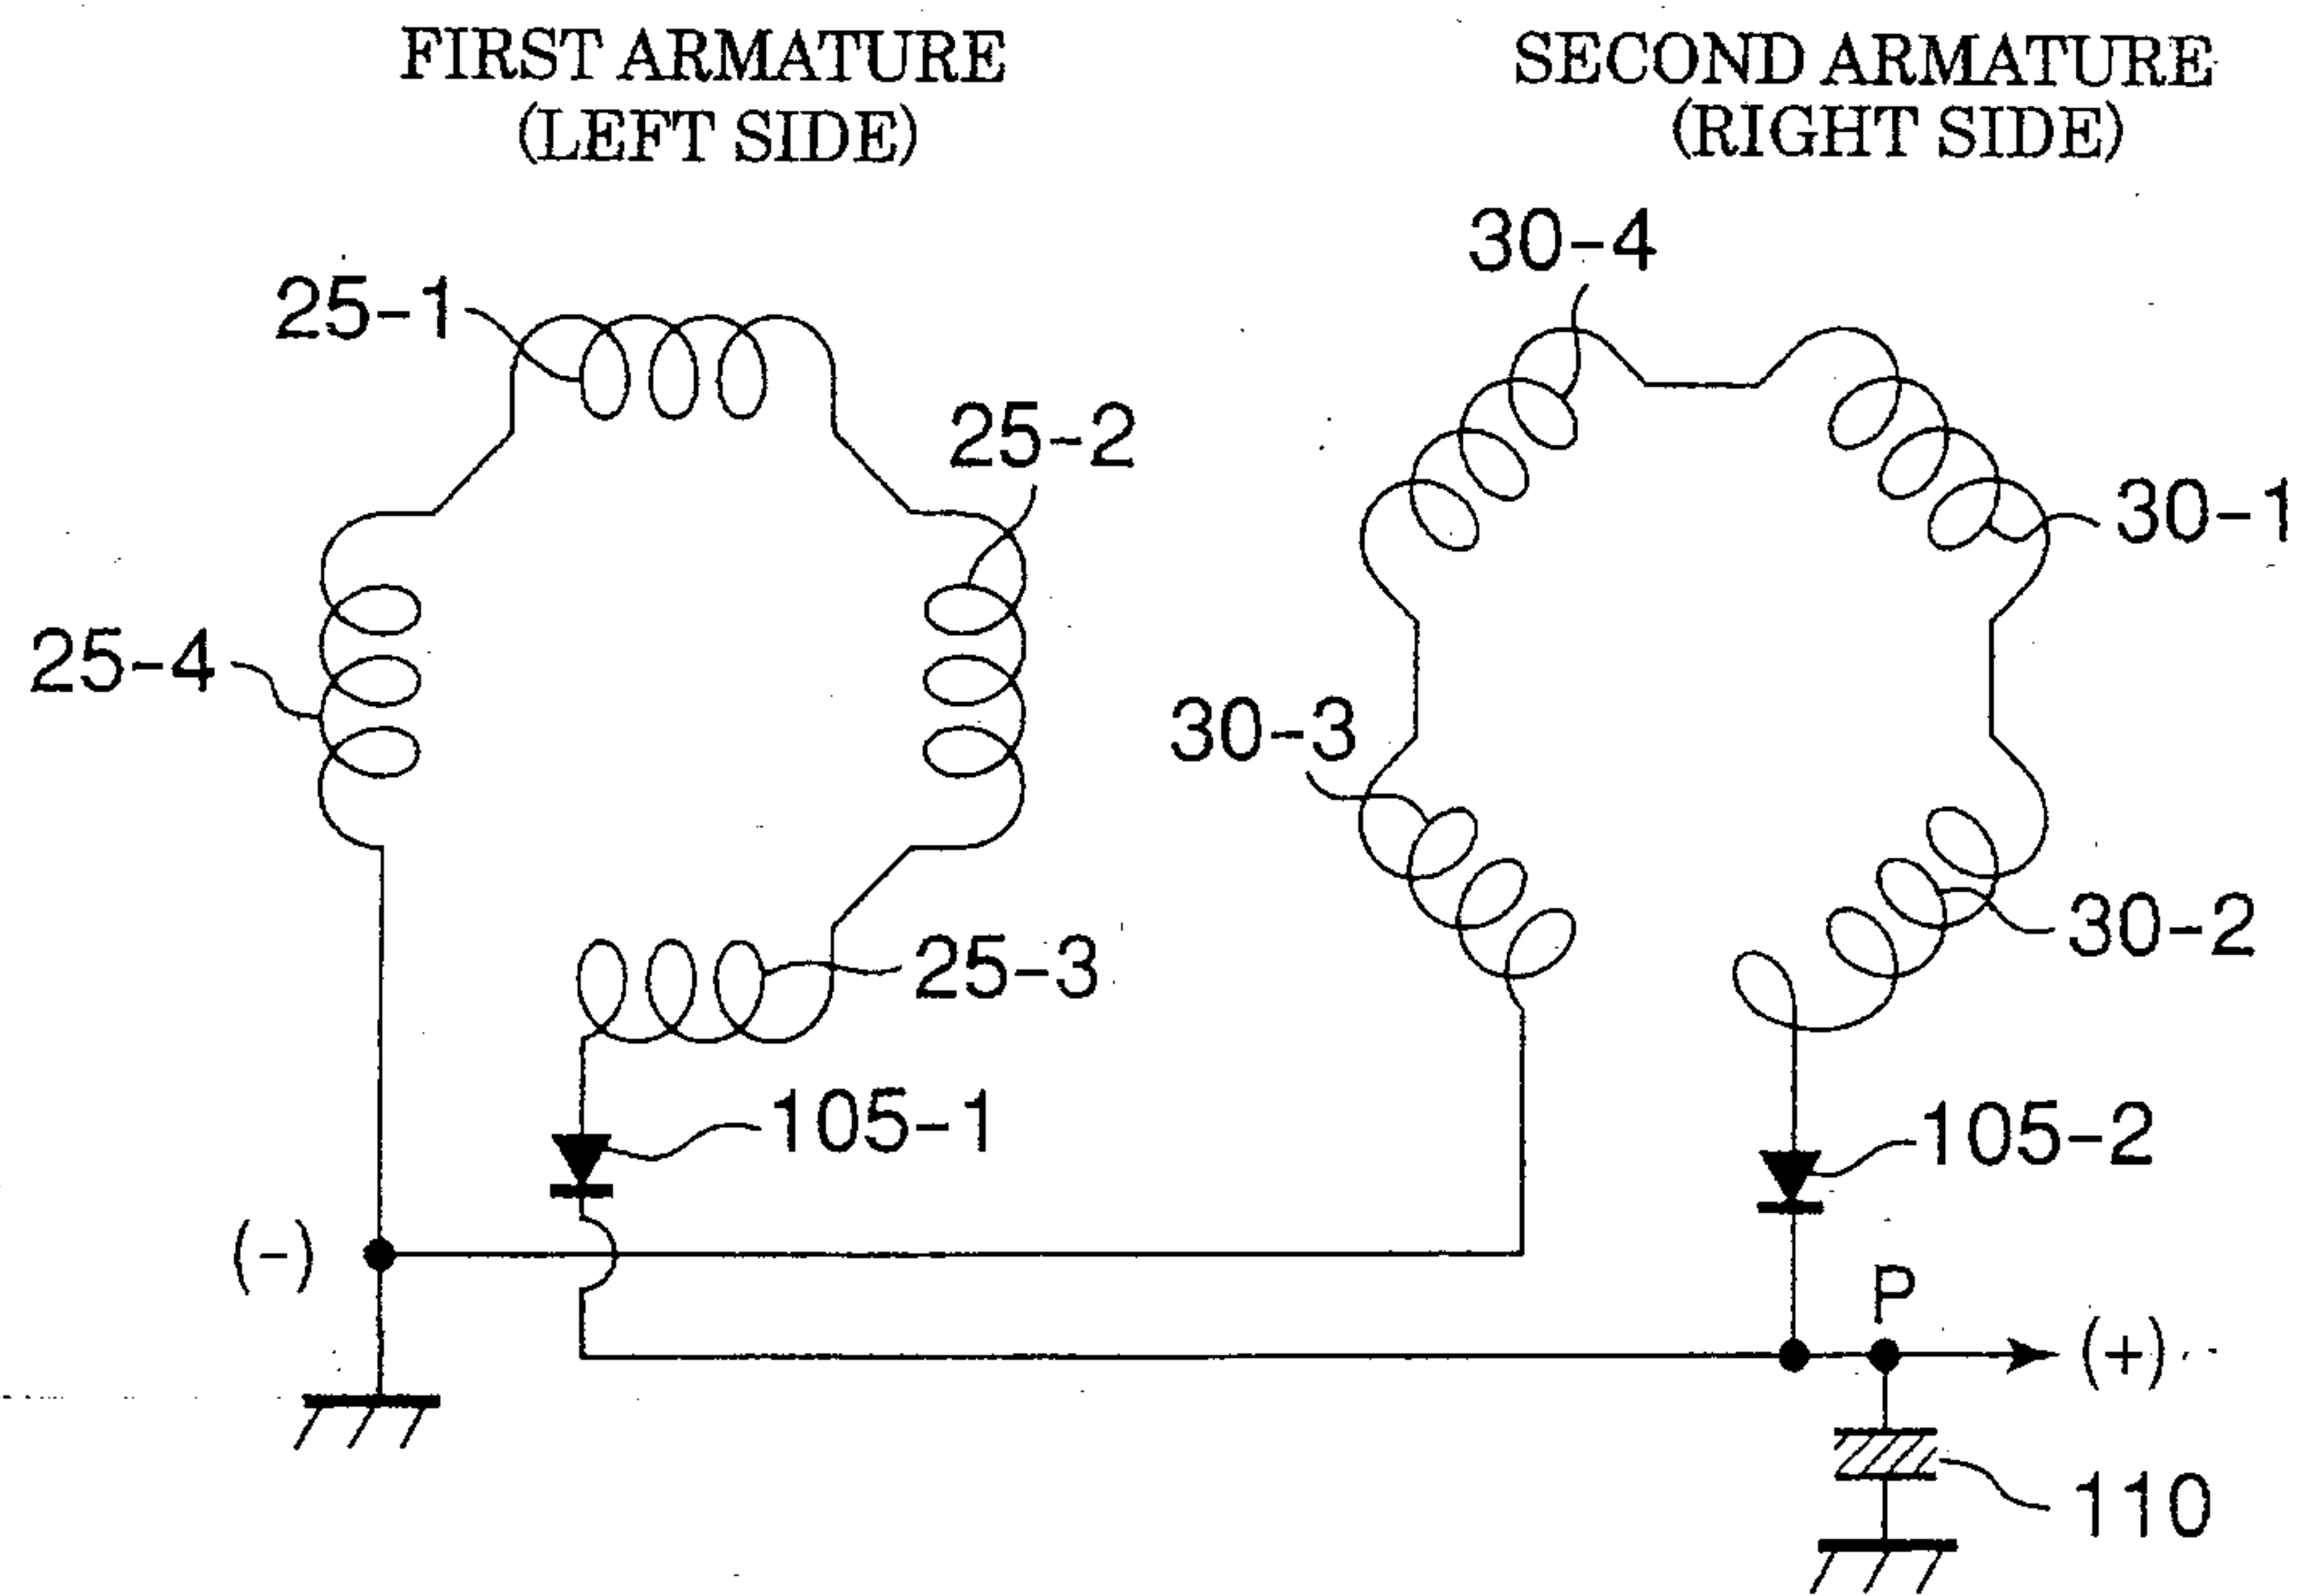 FIRST ARMATURE
(LEFT SIDE)
SECOND ARMATURE
(RIGHT SIDE)
30-4
25-1
25-2
30-1
25-4
30-3
30-2
25-3
105-1
105-2
(-)
P
(+)
110